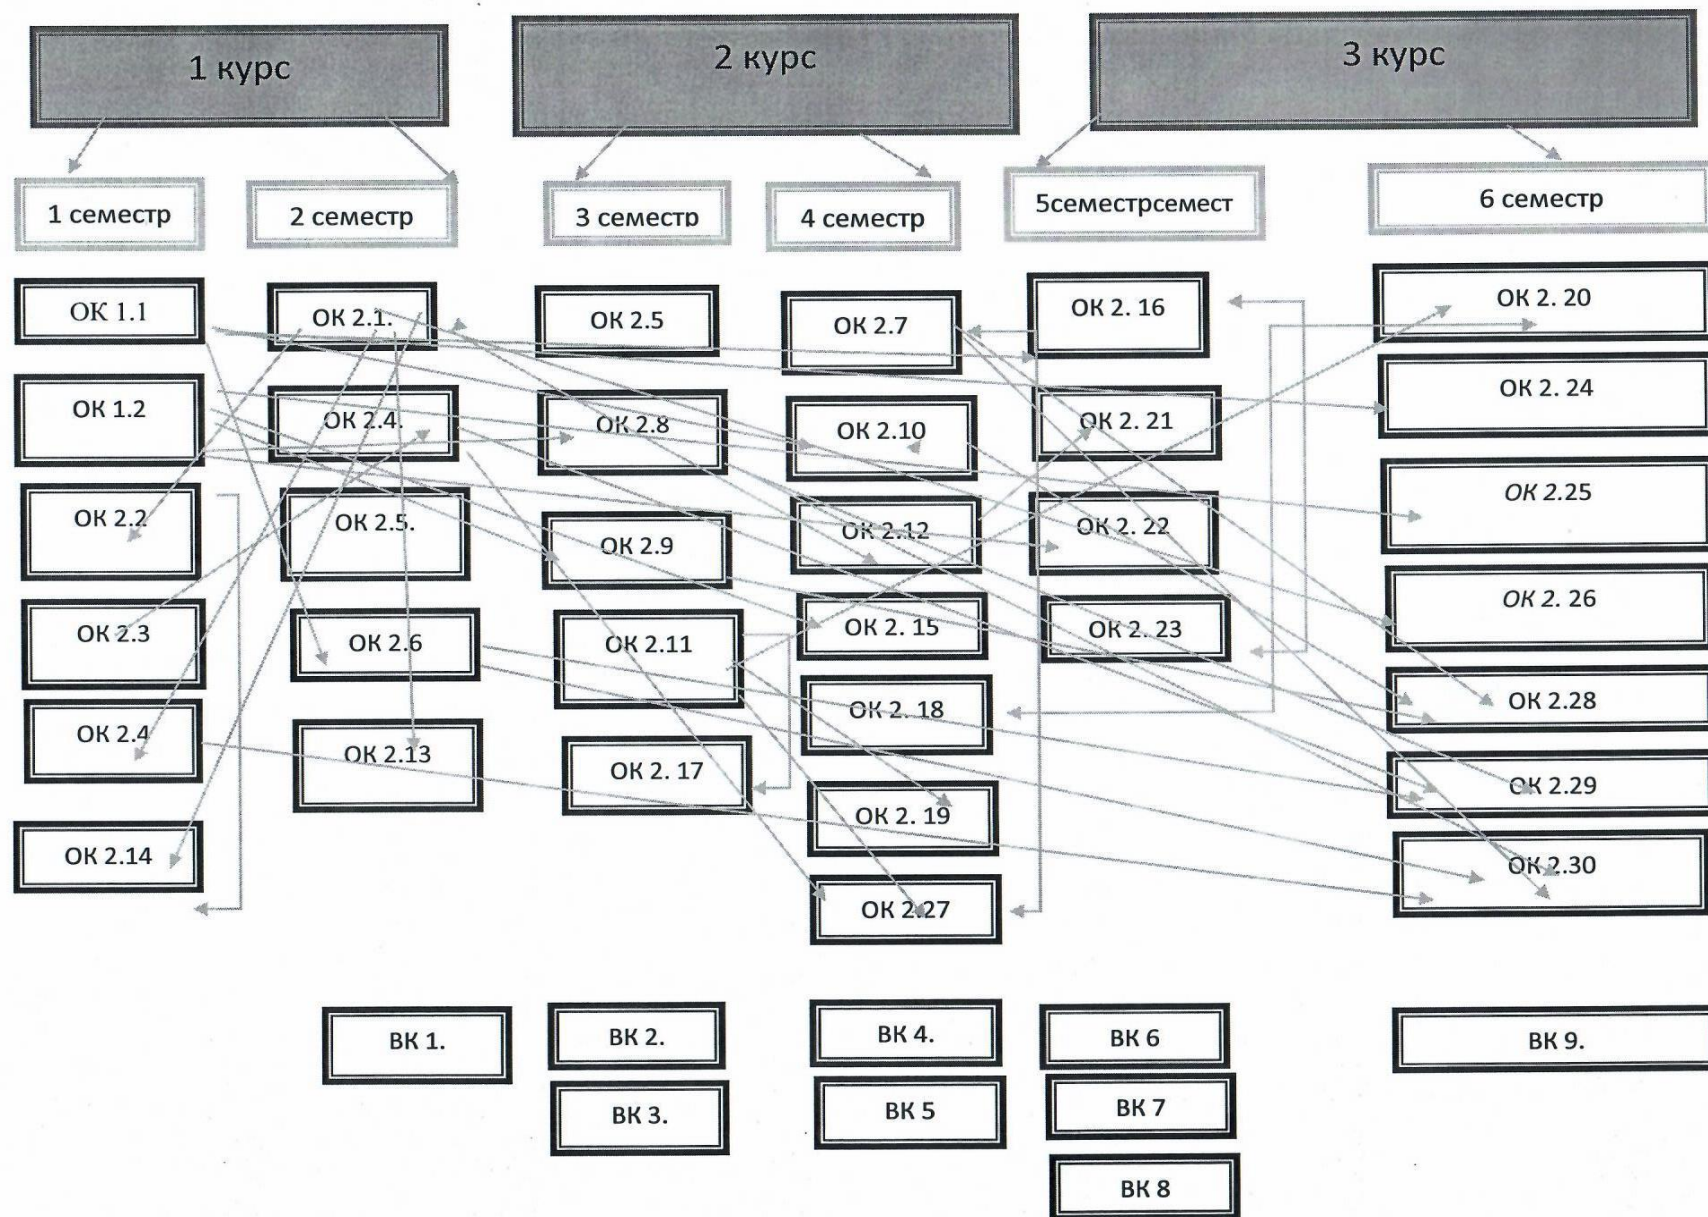 1 курс
2 курс
3 курс
1 семестр
2 семестр
3 семестр
4 семестр
5семестрсемест
6 семестр
ОК 1.1
ОК 1.2
ОК 2.2
ОК 2.3
ОК 2.4
ОК 2.14
ОК 2.1.
ОК 2.4.
ОК 2.5.
ОК 2.6
ОК 2.13
ОК 2.5
ОК 2.8
ОК 2.9
ОК 2.11
ОК 2. 17
ОК 2.7
ОК 2.10
ОК 2.12
ОК 2. 15
ОК 2. 18
ОК 2. 19
ОК 2.27
ОК 2. 16
ОК 2. 21
ОК 2. 22
ОК 2. 23
ОК 2. 20
ОК 2. 24
ОК 2.25
ОК 2. 26
ОК 2.28
ОК 2.29
ОК 2.30
ВК 1.
ВК 2.
ВК 3.
ВК 4.
ВК 5
ВК 6
ВК 7
ВК 8
ВК 9.